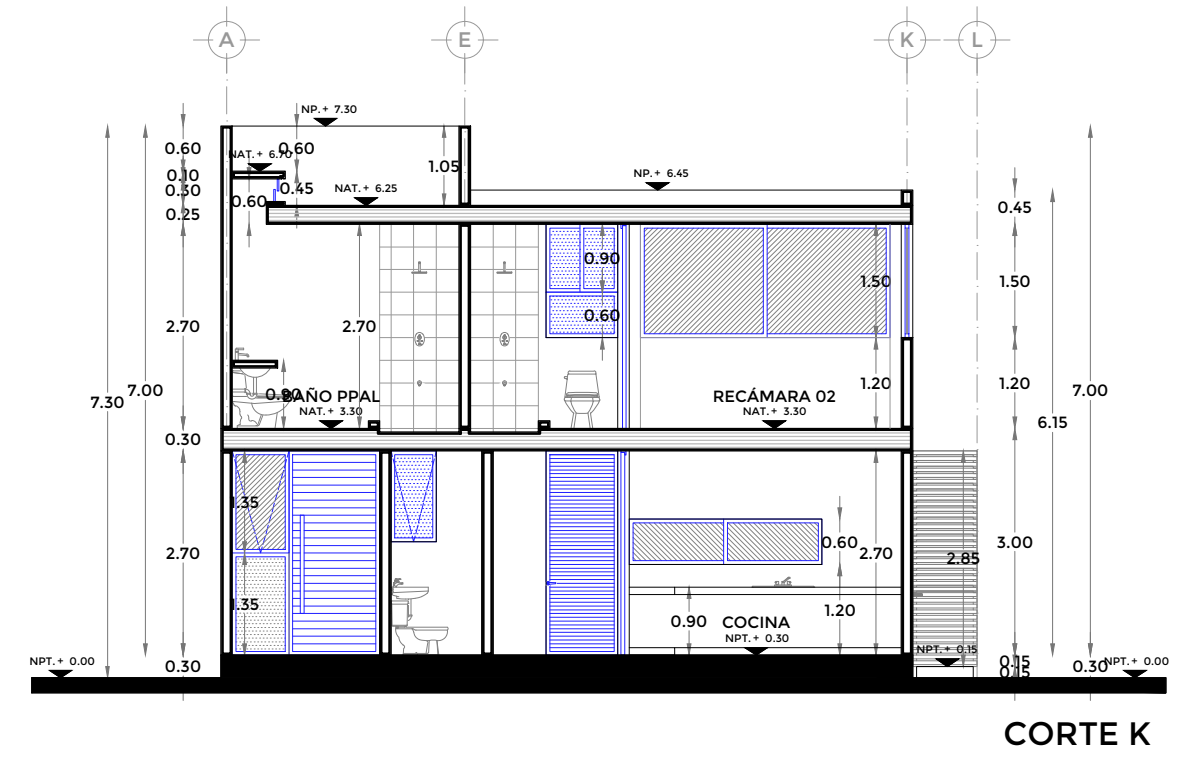 A
E
K
L
NP.+ 7.30
0.60
0.60
NAT.+ 6.70
1.05
0.10
NP.+ 6.45
0.30
0.45
NAT.+ 6.25
0.60
0.45
0.25
0.90
1.50
1.50
0.60
2.70
2.70
1.20
1.20
7.30
7.00
7.00
0.90
BAÑO PPAL
RECÁMARA 02
NAT.+ 3.30
NAT.+ 3.30
6.15
0.30
1.35
0.60
2.70
3.00
2.70
2.85
1.35
1.20
0.90
COCINA
NPT.+ 0.30
NPT.+ 0.15
NPT.+ 0.00
0.30
0.15
0.15
0.30
NPT.+ 0.00
CORTE K